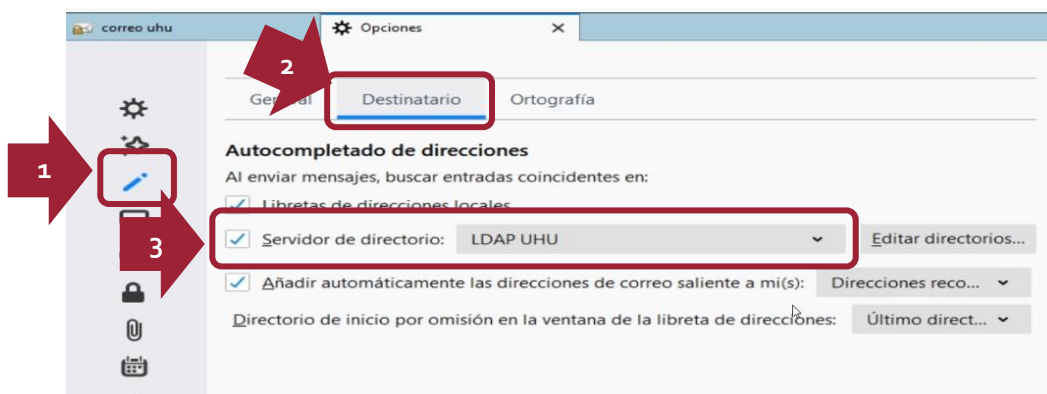 correo uhu
Opciones
2
General Destinatario Ortografía
1
Autocompletado de direcciones
Al enviar mensajes, buscar entradas coincidentes en:
Libretas de direcciones locales
3
Servidor de directorio: LDAP UHU Editar directorios...
Añadir automáticamente las direcciones de correo saliente a mi(s): Direcciones reco...
Directorio de inicio por omisión en la ventana de la libreta de direcciones: Último direct...